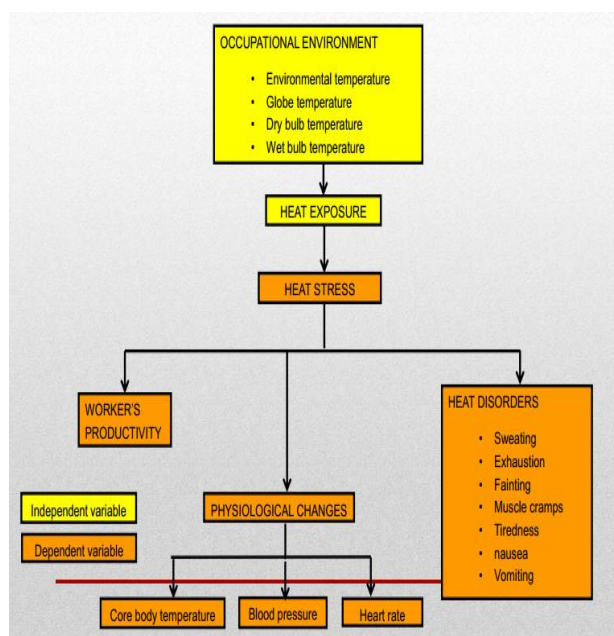 OCCUPATIONAL ENVIRONMENT
• Environmental temperature
• Globe temperature
• Dry bulb temperature
• Wet bulb temperature
HEAT EXPOSURE
HEAT STRESS
WORKER'S
PRODUCTIVITY
HEAT DISORDERS
• Sweating
• Exhaustion
• Fainting
• Muscle cramps
• Tiredness
• nausea
• Vomiting
Independent variable
Dependent variable
PHYSIOLOGICAL CHANGES
Core body temperature
Blood pressure
Heart rate